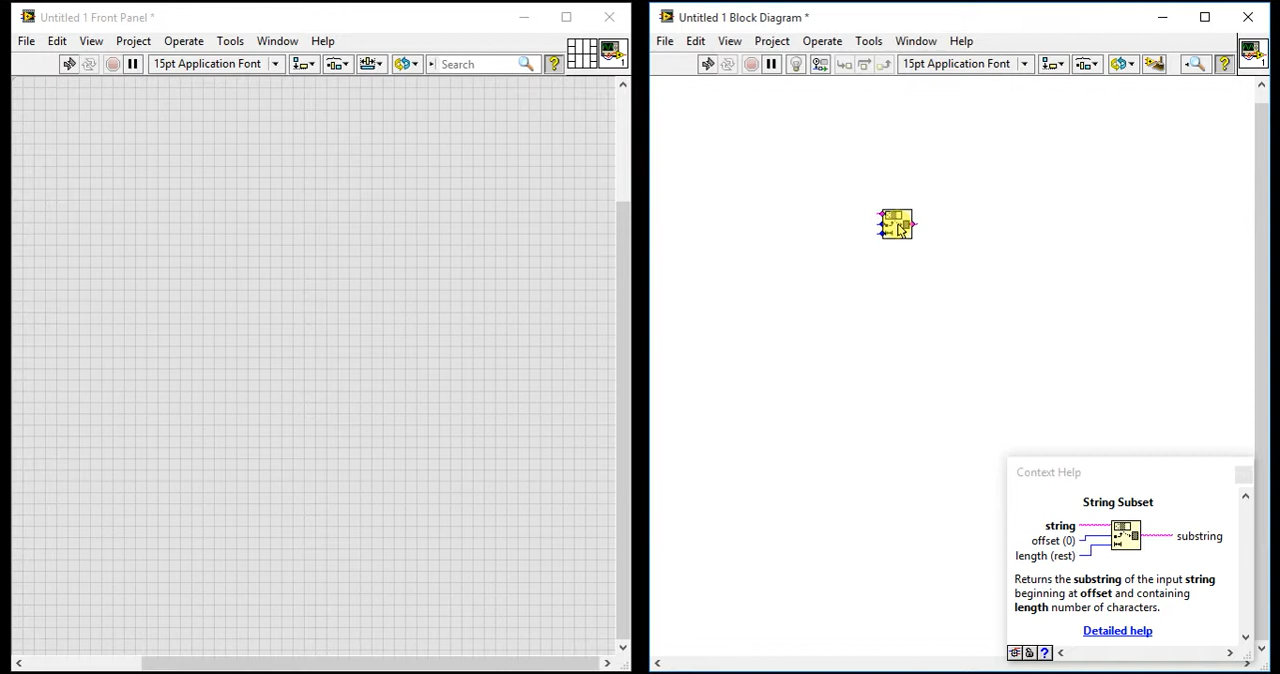 Untitled 1 Front Panel *
File Edit View Project Operate Tools Window Help
15pt Application Font
Search
?
1
Untitled 1 Block Diagram *
File Edit View Project Operate Tools Window Help
15pt Application Font
?
1
Context Help
String Subset
string
offset (0)
length (rest)
substring
Returns the substring of the input string
beginning at offset and containing
length number of characters.
Detailed help
?